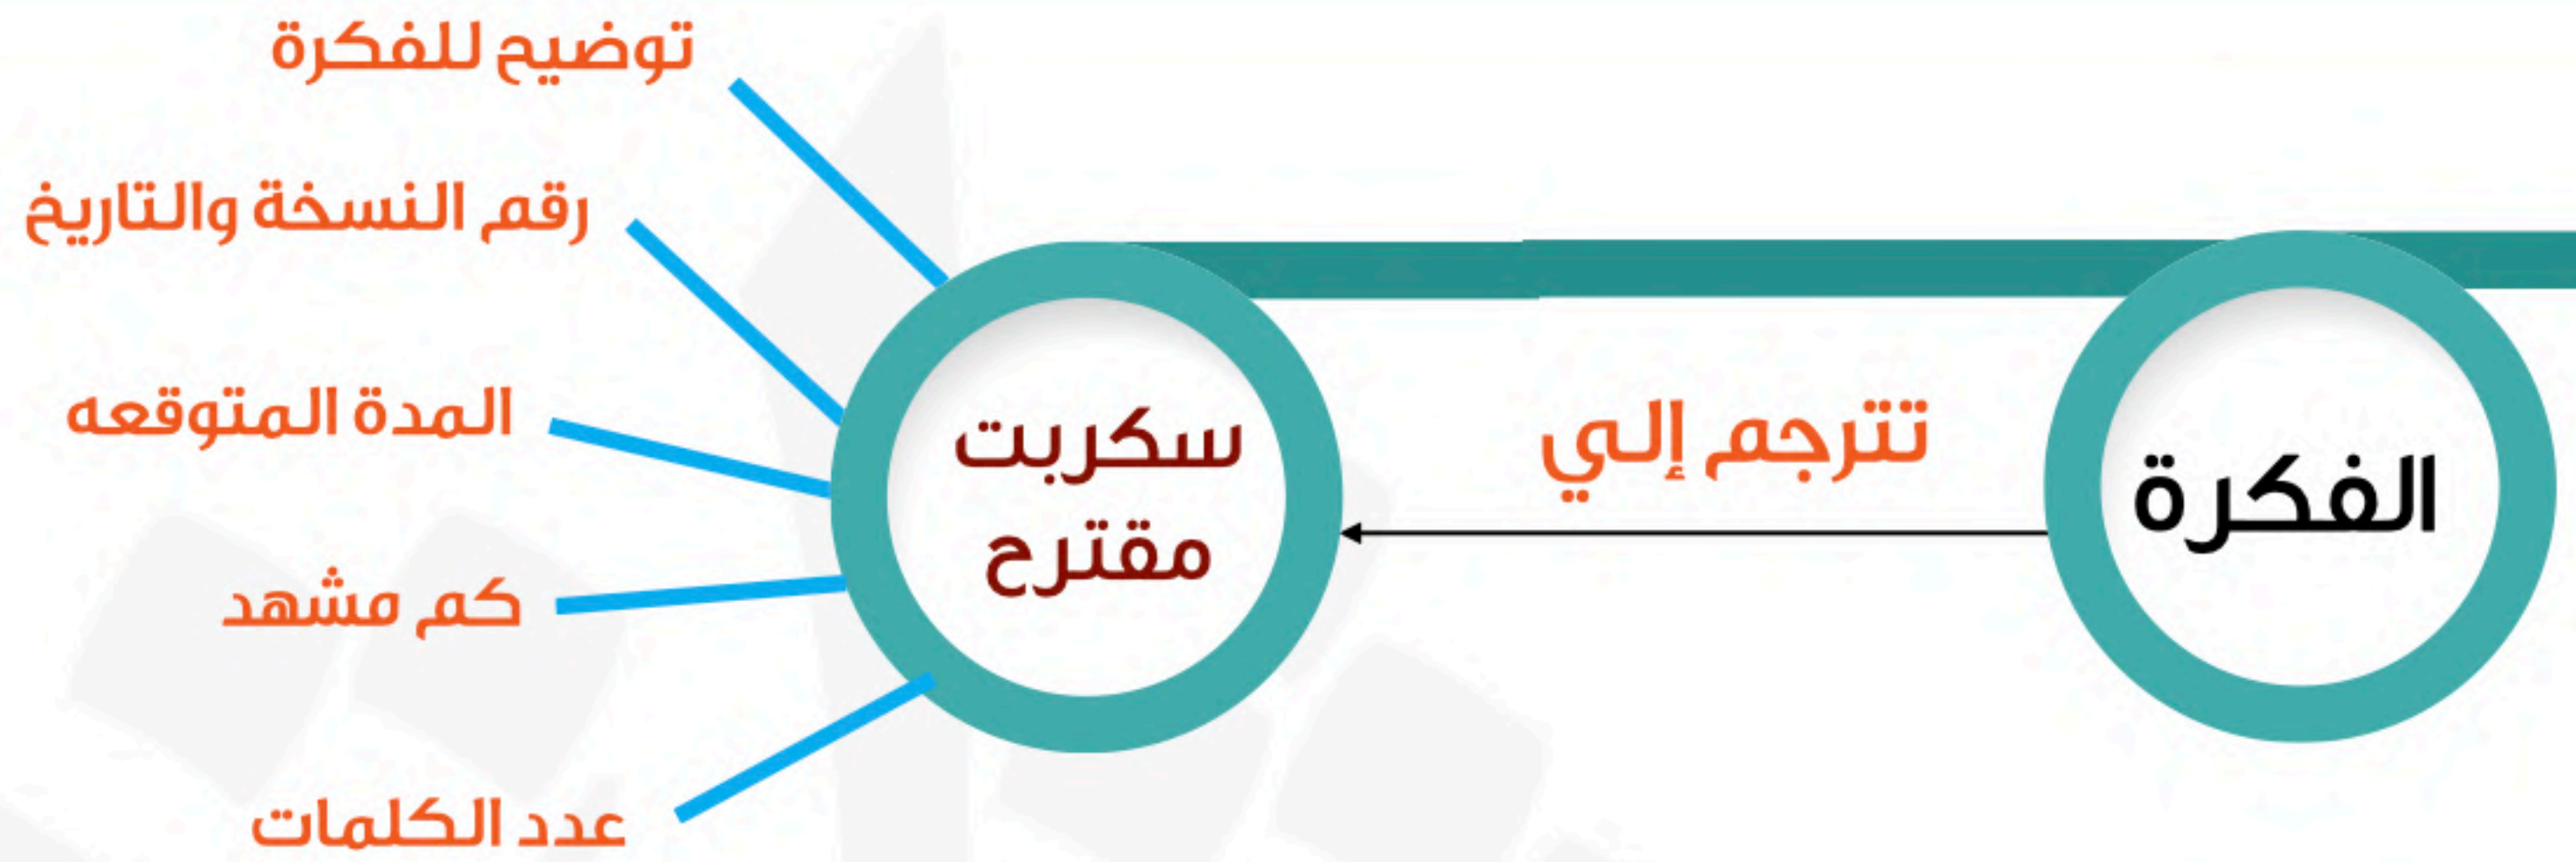 الفكرة
تترجم إلي
سكربت
مقترح
توضيح للفكرة
رقم النسخة والتاريخ
المدة المتوقعه
كم مشهد
عدد الكلمات